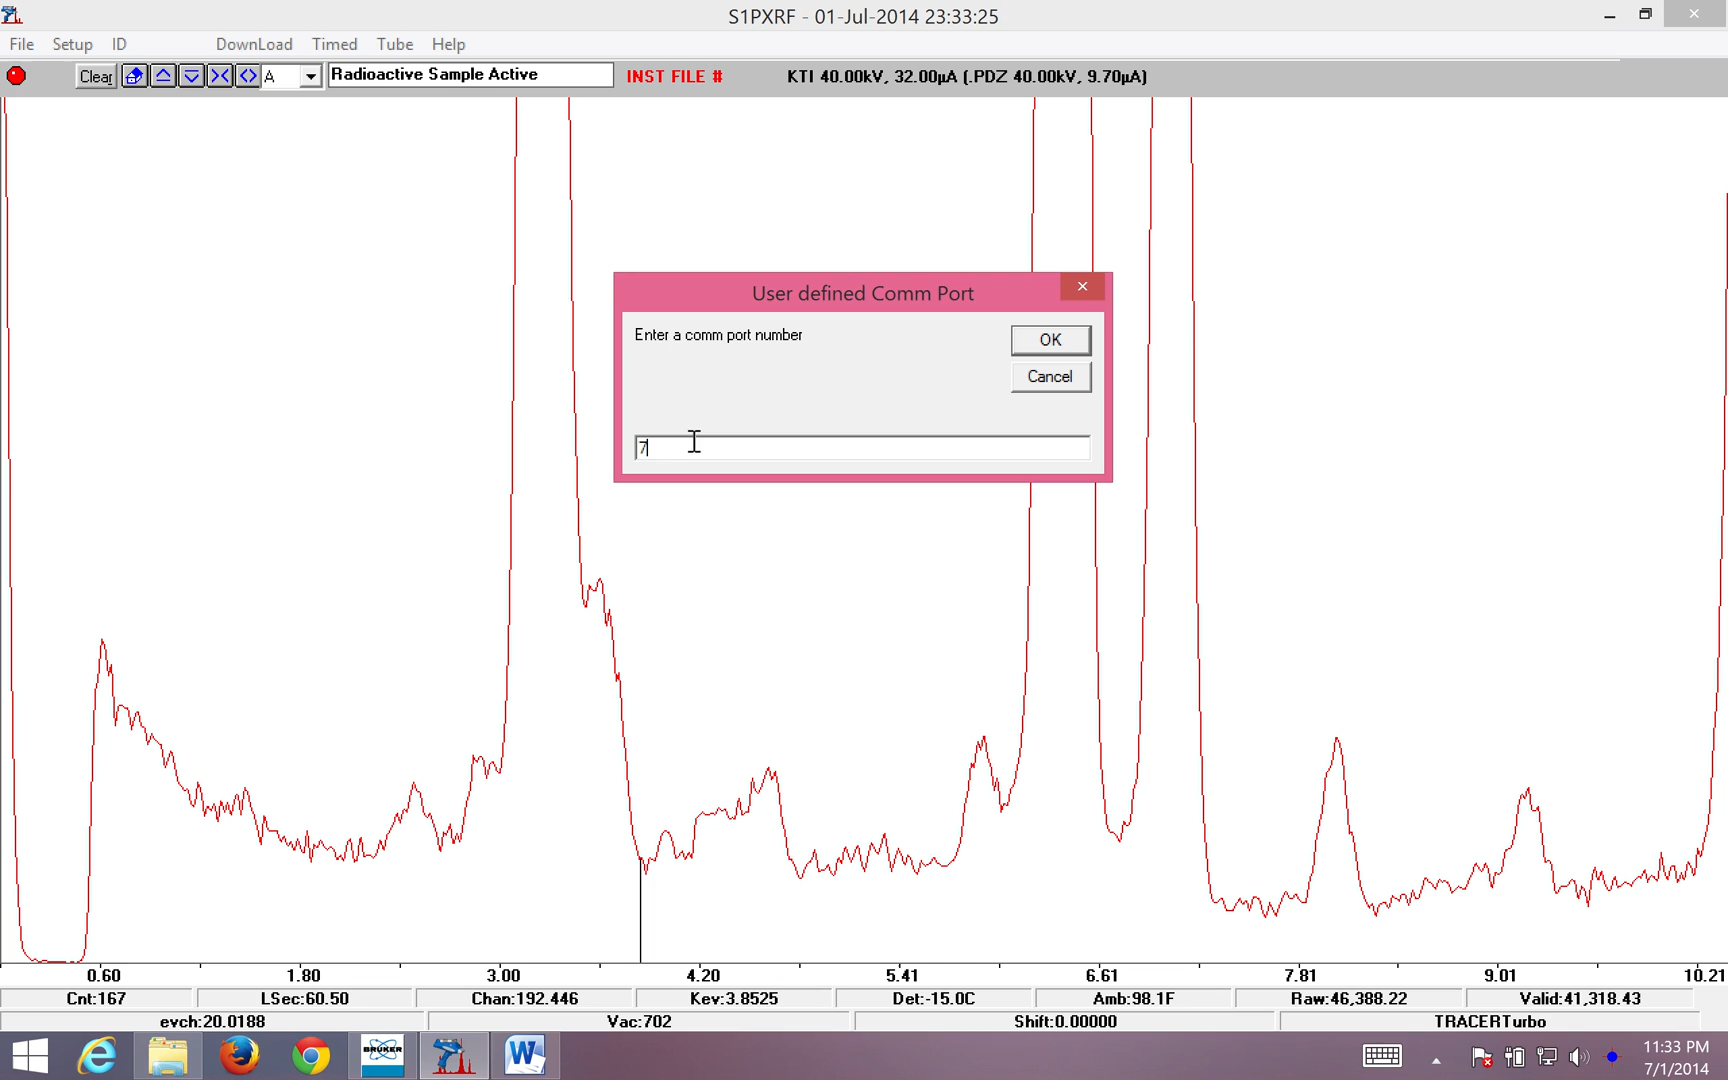 S1PXRF - 01-Jul-2014 23:33:25
File Setup ID DownLoad Timed Tube Help
Clear A Radioactive Sample Active INST FILE # KTI 40.00kV, 32.00µA (.PDZ 40.00kV, 9.70µA)
User defined Comm Port
Enter a comm port number
OK
Cancel
7
0.60 1.80 3.00 4.20 5.41 6.61 7.81 9.01 10.21
Cnt:167 LSec:60.50 Chan:192.446 Kev:3.8525 Det:-15.0C Amb:98.1F Raw:46,388.22 Valid:41,318.43
evch:20.0188 Vac:702 Shift:0.00000 TRACERTurbo
BRUKER
11:33 PM
7/1/2014